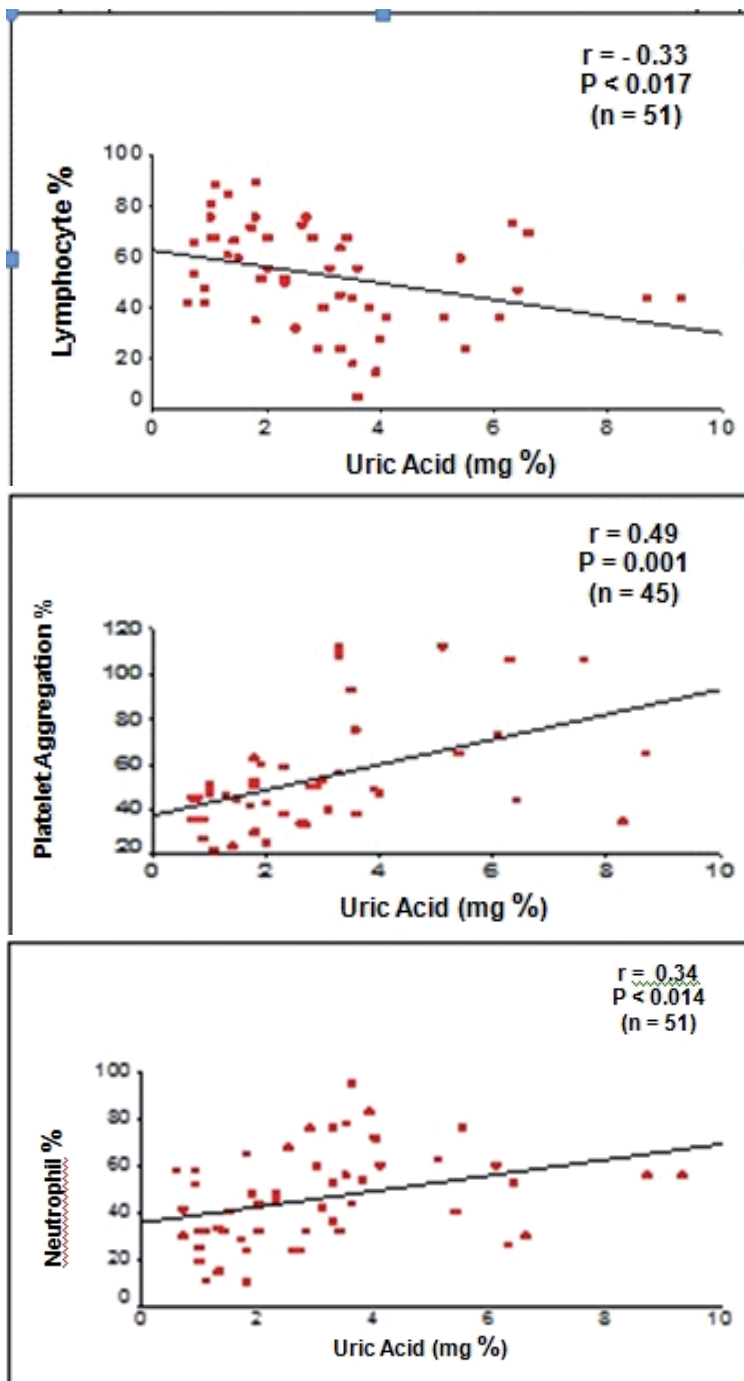 r = - 0.33
P < 0.017
(n = 51)
Lymphocyte %
100
80
60
40
20
0
0 2 4 6 8 10
Uric Acid (mg %)
r = 0.49
P = 0.001
(n = 45)
Platelet Aggregation %
120
100
80
60
40
20
0 2 4 6 8 10
Uric Acid (mg %)
r = 0.34
P < 0.014
(n = 51)
Neutrophil %
100
80
60
40
20
0
0 2 4 6 8 10
Uric Acid (mg %)